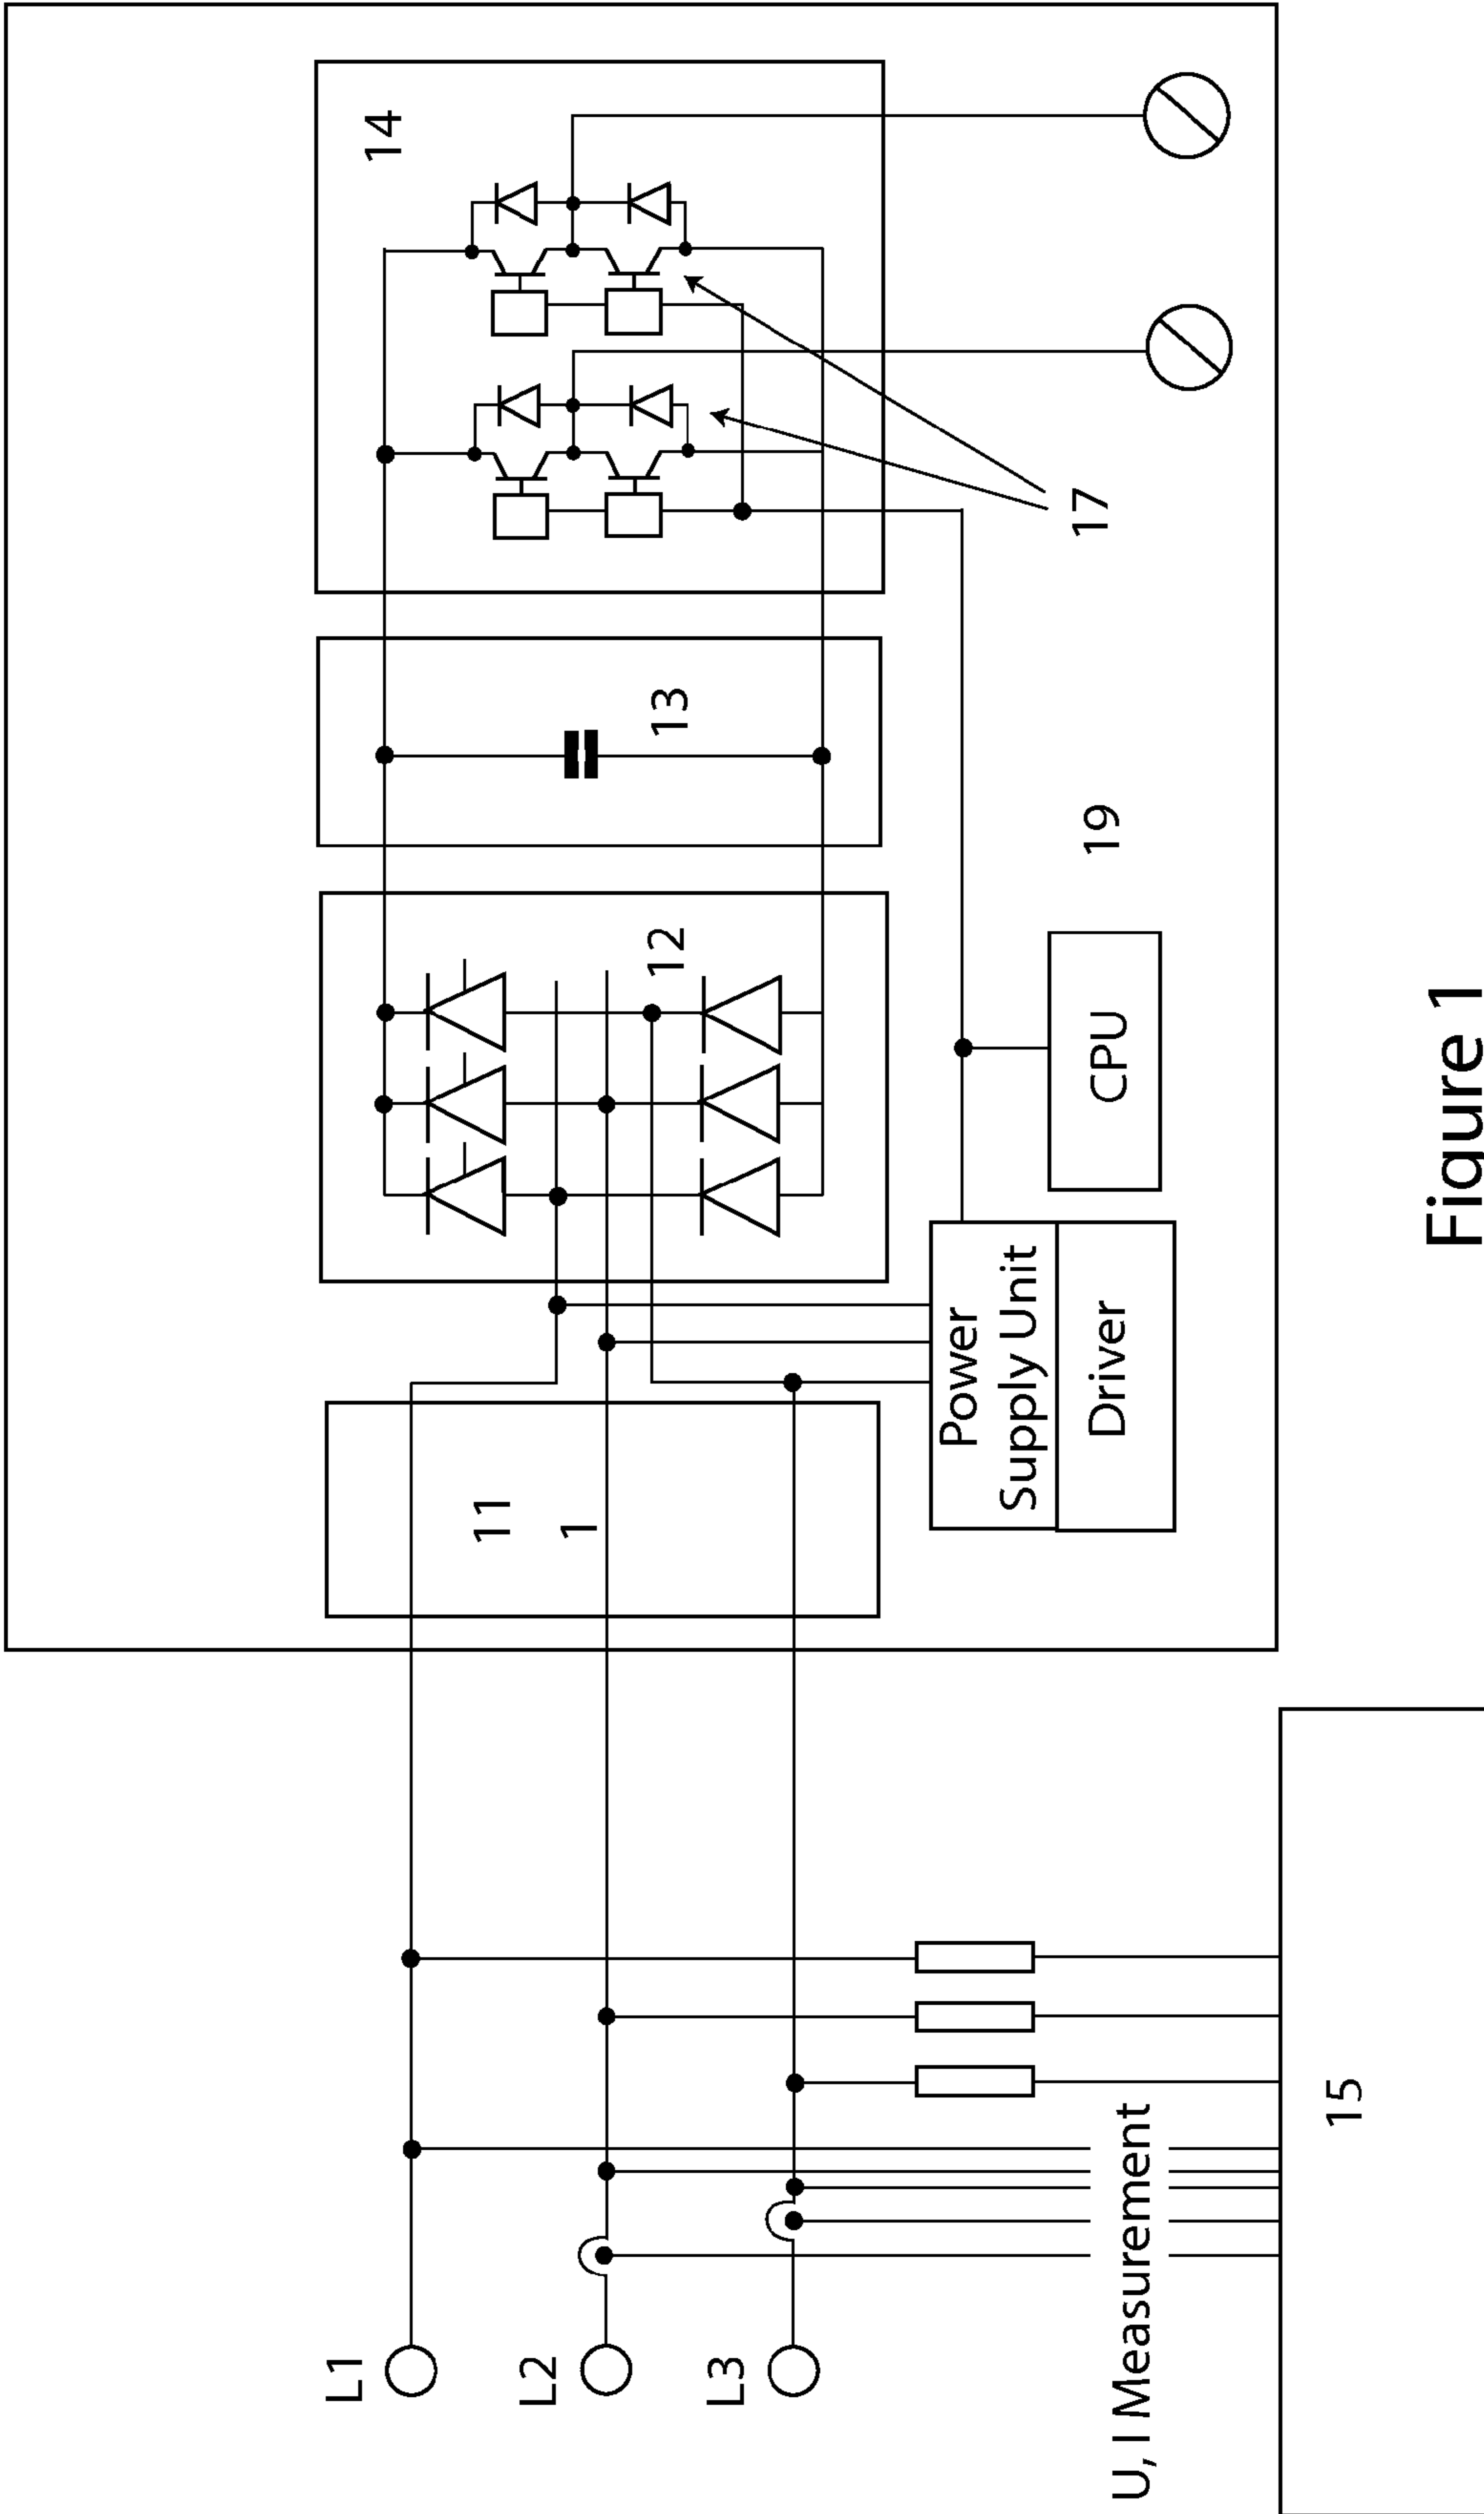 L1
L2
L3
U, I Measurement
15
11
1
Power
Supply Unit
Driver
12
CPU
19
13
14
17
Figure 1